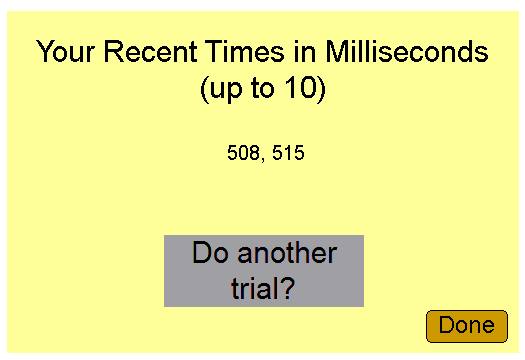 Your Recent Times in Milliseconds
(up to 10)
508, 515
Do another
trial?
Done